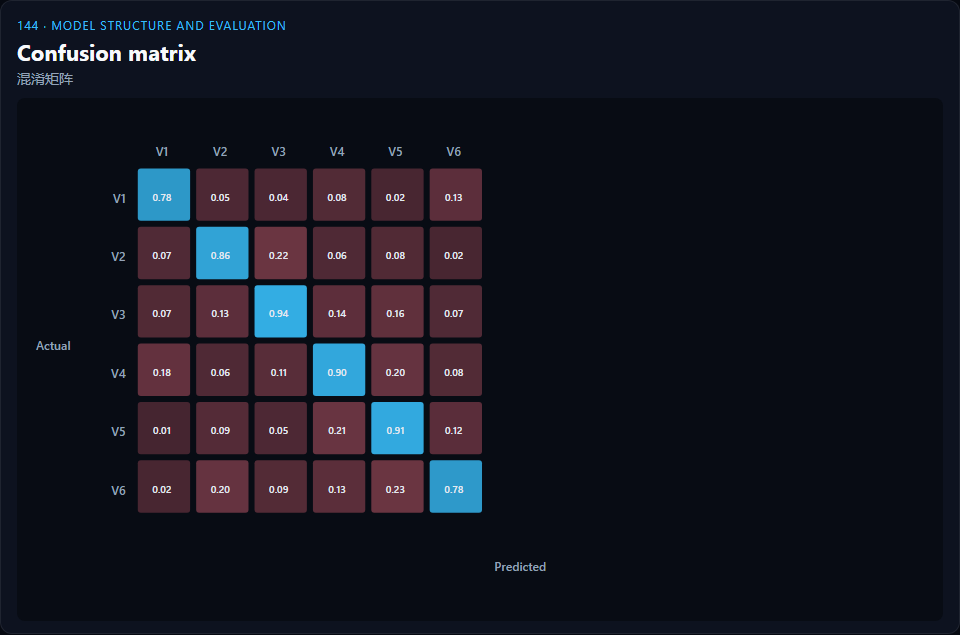 144 · MODEL STRUCTURE AND EVALUATION
Confusion matrix
混淆矩阵
V1 V2 V3 V4 V5 V6
V1 0.78 0.05 0.04 0.08 0.02 0.13
V2 0.07 0.86 0.22 0.06 0.08 0.02
V3 0.07 0.13 0.94 0.14 0.16 0.07
Actual
V4 0.18 0.06 0.11 0.90 0.20 0.08
V5 0.01 0.09 0.05 0.21 0.91 0.12
V6 0.02 0.20 0.09 0.13 0.23 0.78
Predicted